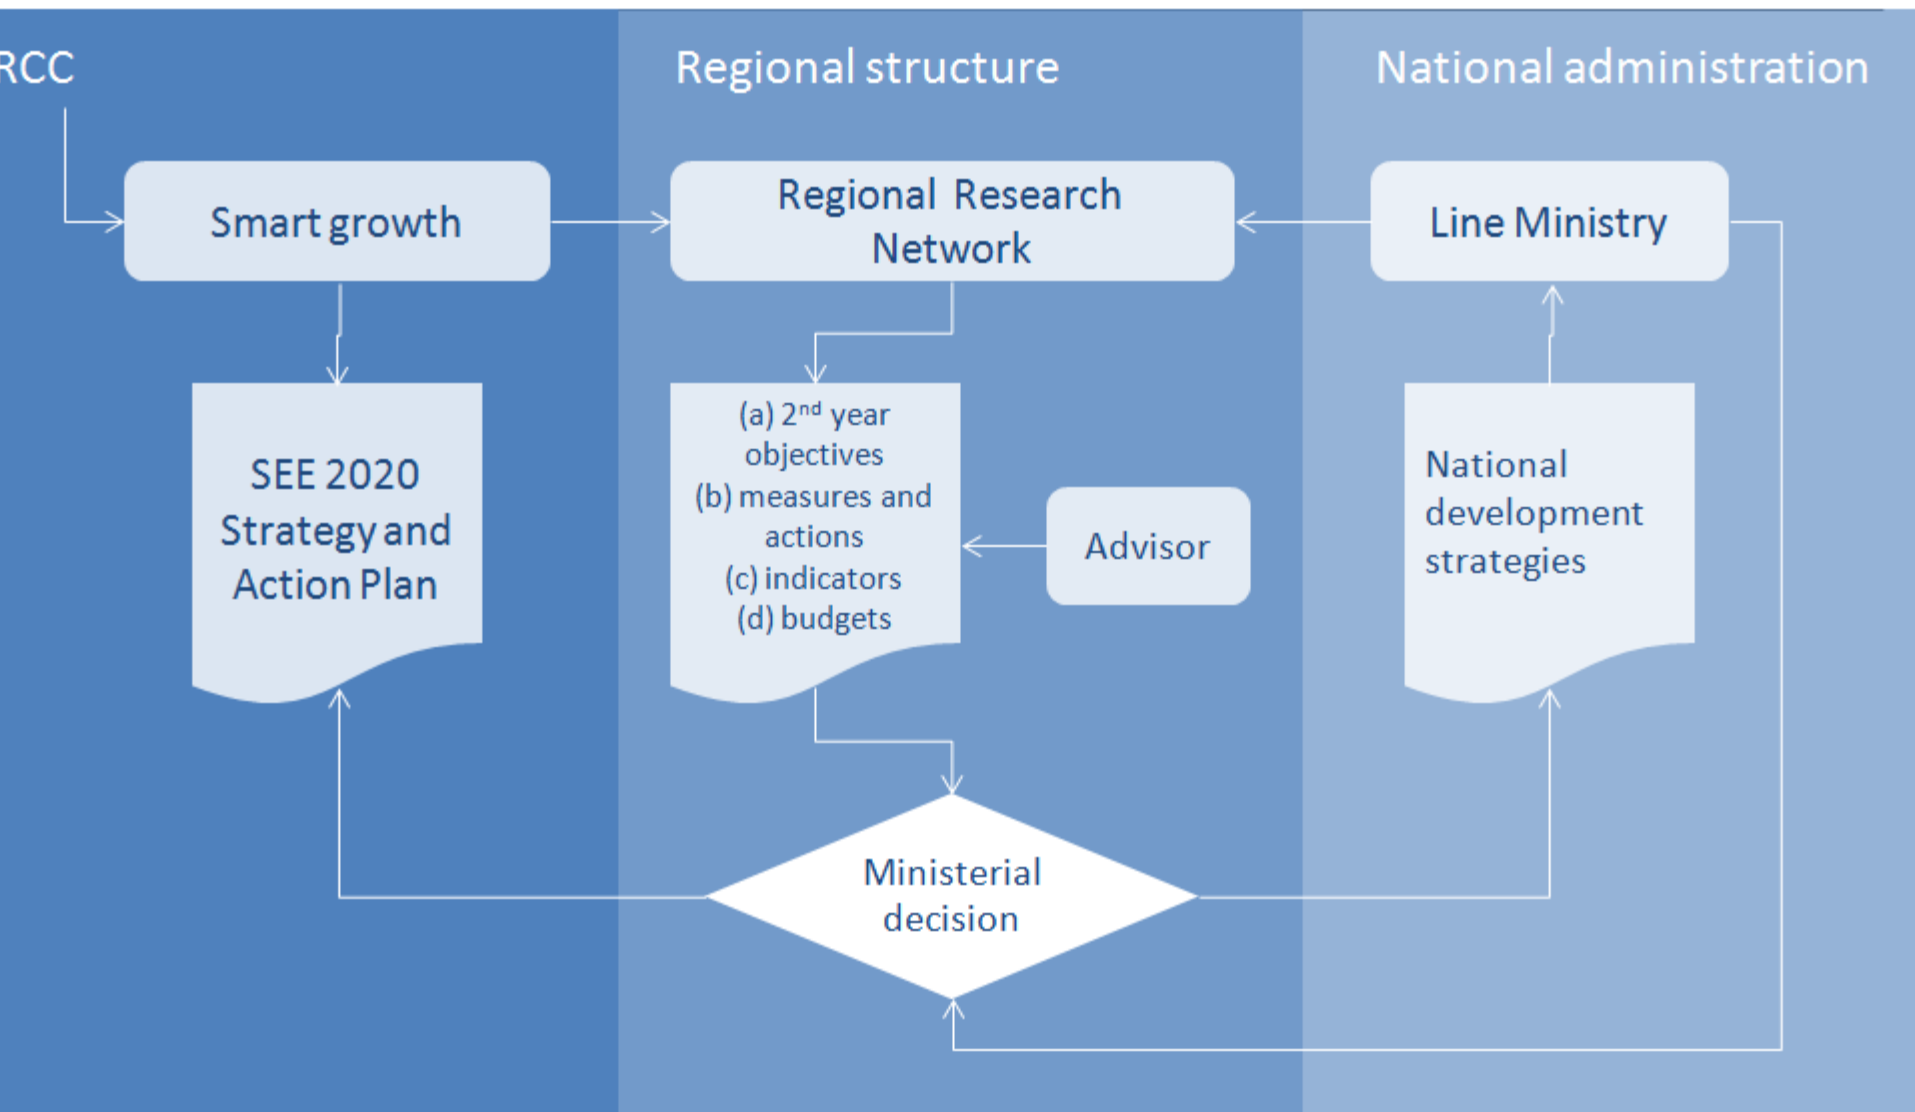 RCC
Regional structure
National administration
Smart growth
Regional Research
Network
Line Ministry
SEE 2020
Strategy and
Action Plan
(a) 2nd year
objectives
(b) measures and
actions
(c) indicators
(d) budgets
Advisor
National
development
strategies
Ministerial
decision